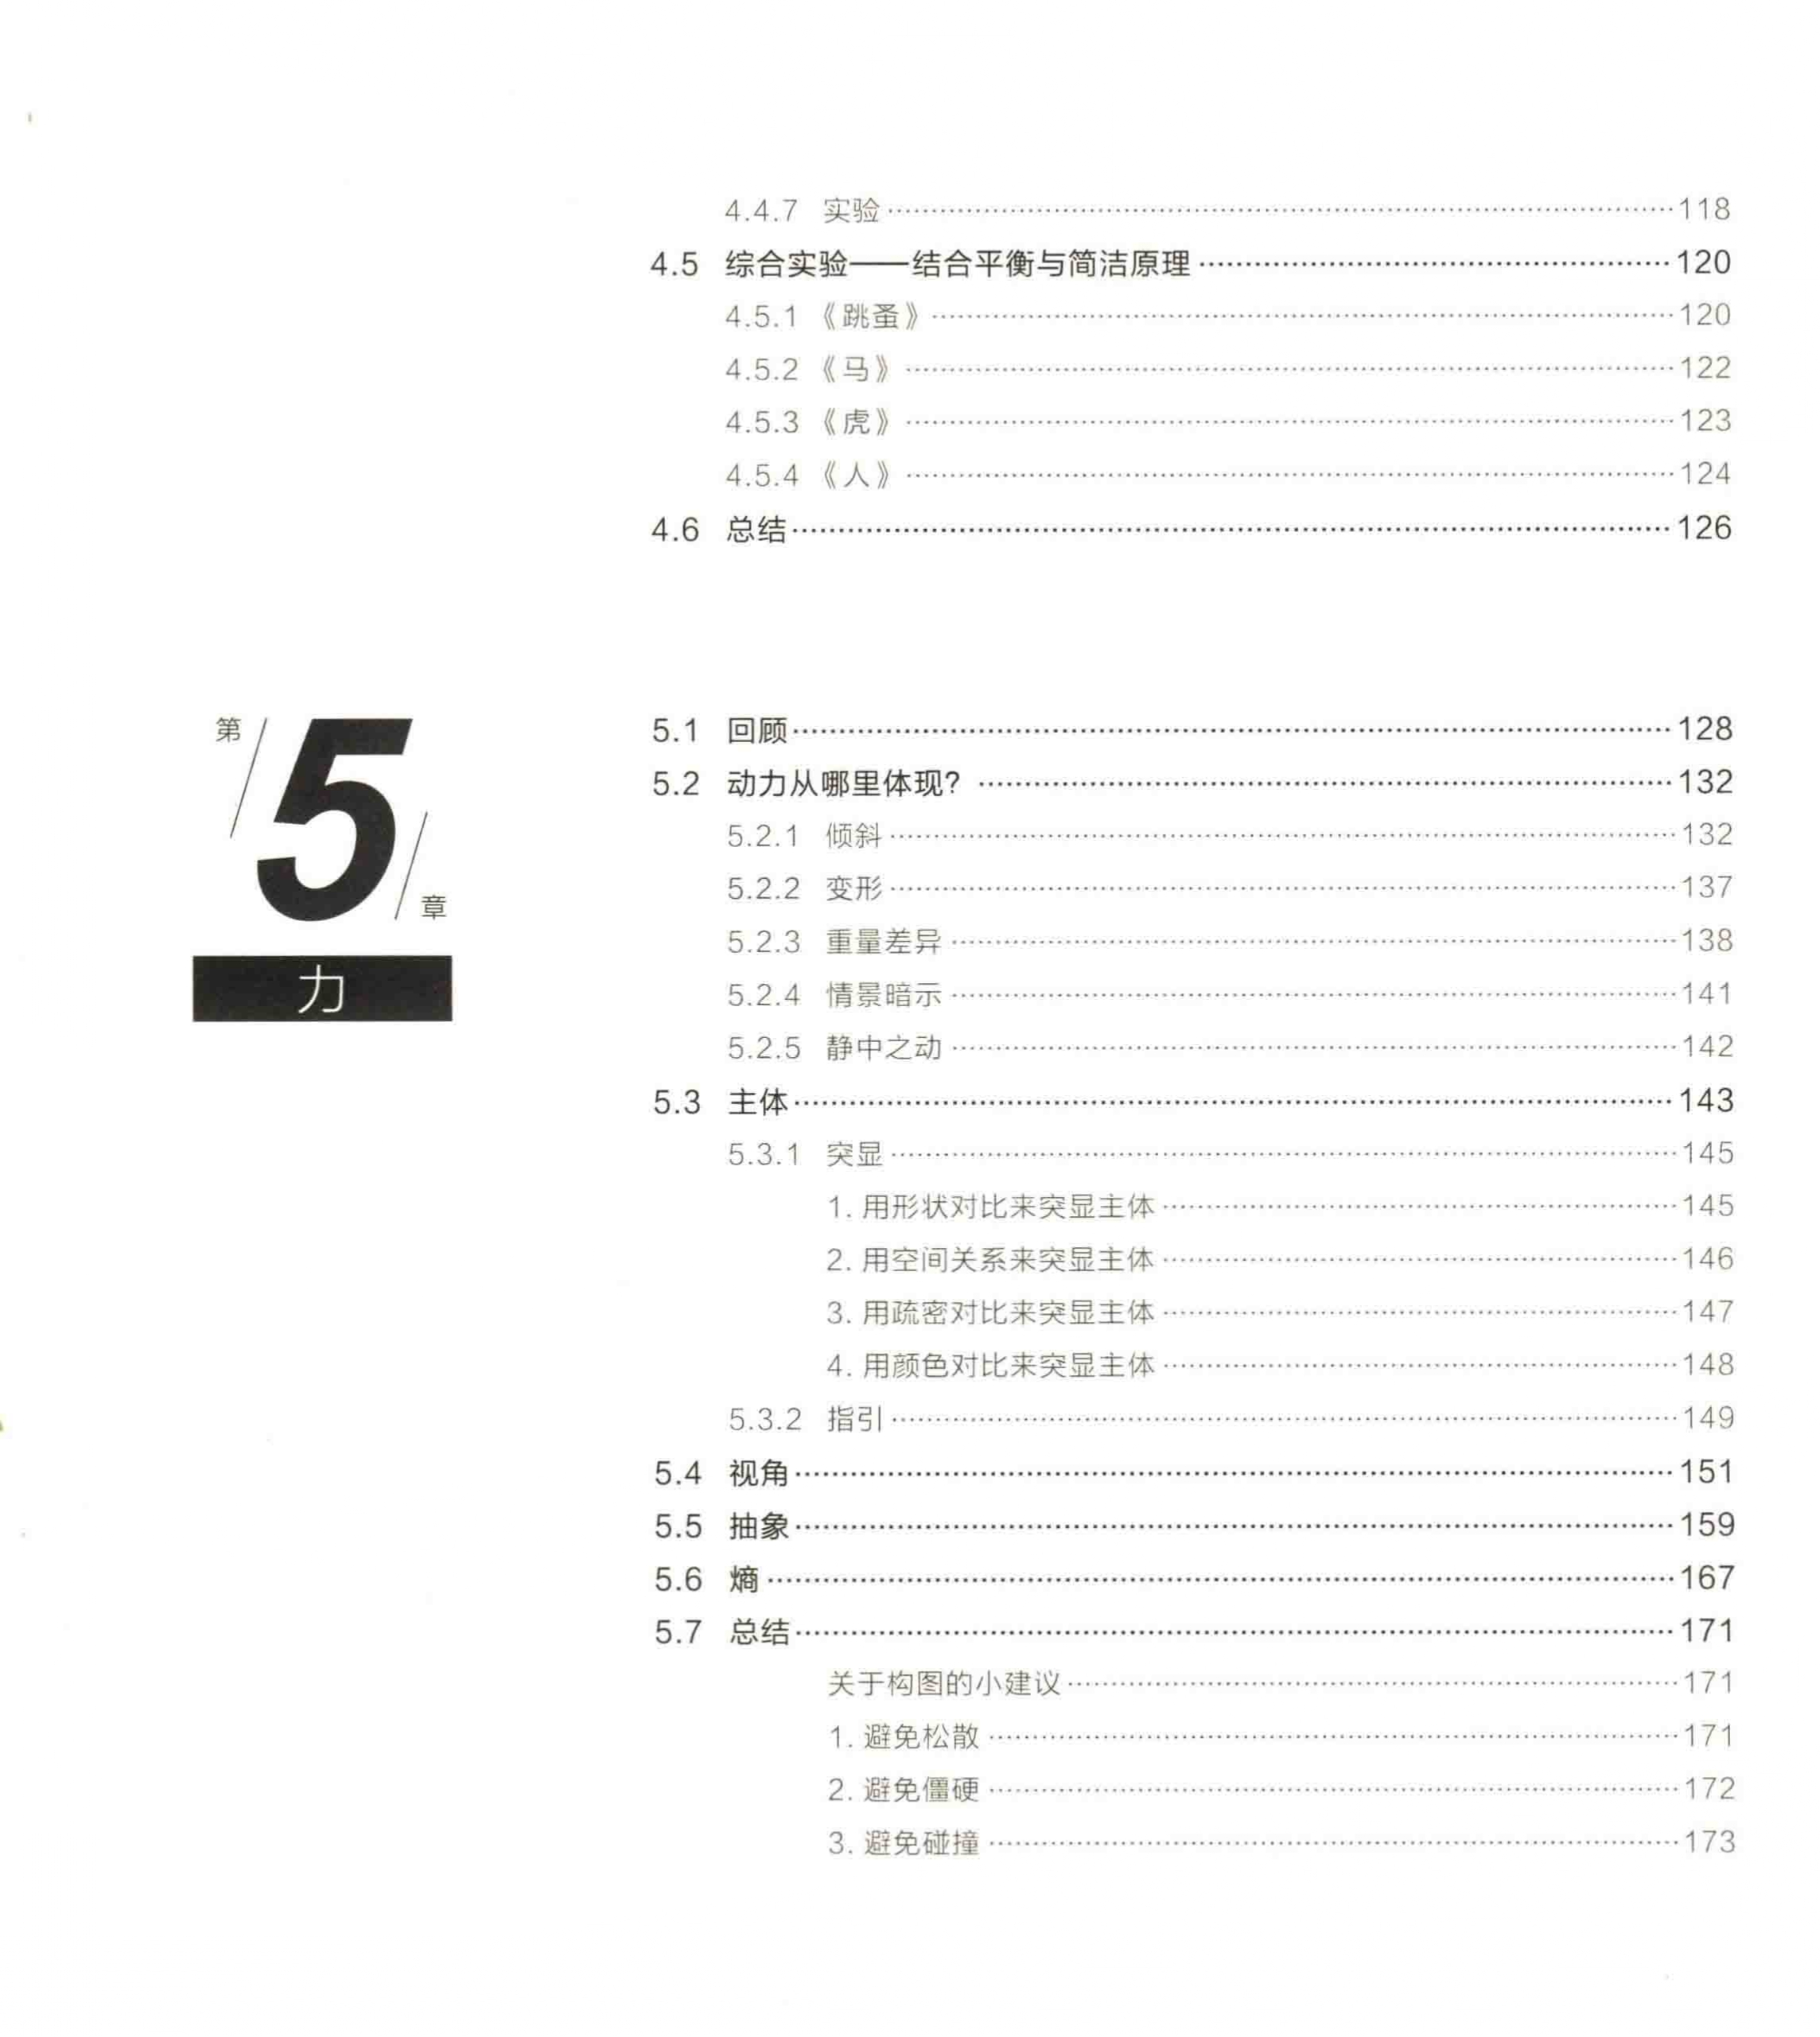 4.4.7 实验 118
4.5 综合实验——结合平衡与简洁原理 120
4.5.1 《跳蚤》 120
4.5.2 《马》 122
4.5.3 《虎》 123
4.5.4 《人》 124
4.6 总结 126
第5章
力
5.1 回顾 128
5.2 动力从哪里体现? 132
5.2.1 倾斜 132
5.2.2 变形 137
5.2.3 重量差异 138
5.2.4 情景暗示 141
5.2.5 静中之动 142
5.3 主体 143
5.3.1 突显 145
1. 用形状对比来突显主体 145
2. 用空间关系来突显主体 146
3. 用疏密对比来突显主体 147
4. 用颜色对比来突显主体 148
5.3.2 指引 149
5.4 视角 151
5.5 抽象 159
5.6 熵 167
5.7 总结 171
关于构图的小建议 171
1. 避免松散 171
2. 避免僵硬 172
3. 避免碰撞 173